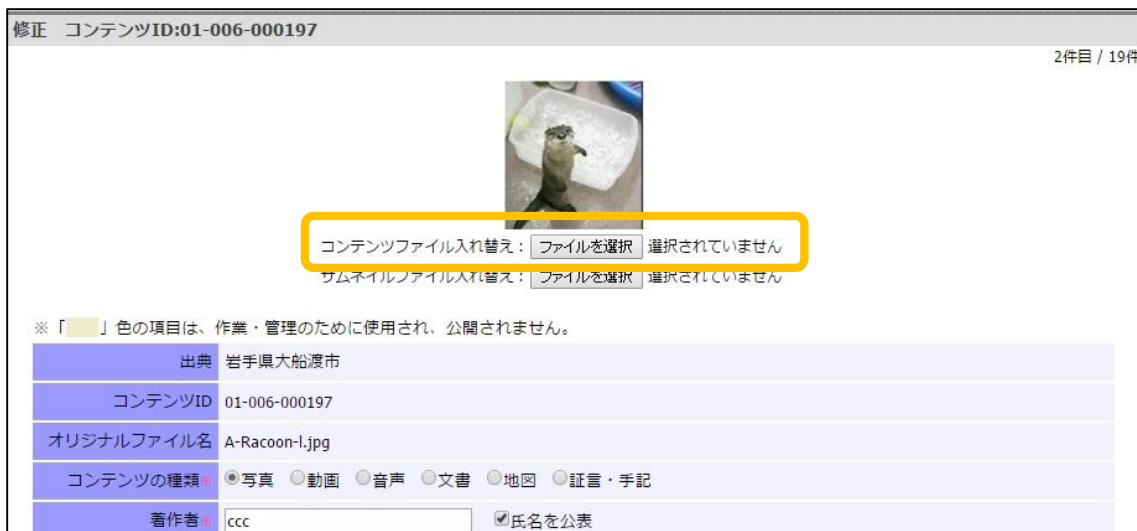 修正　コンテンツID:01-006-000197
2件目 / 19件
コンテンツファイル入れ替え： ファイルを選択 選択されていません
サムネイルファイル入れ替え： ファイルを選択 選択されていません
※「　」色の項目は、作業・管理のために使用され、公開されません。
出典 岩手県大船渡市
コンテンツID 01-006-000197
オリジナルファイル名 A-Racoon-l.jpg
コンテンツの種類※ 写真 動画 音声 文書 地図 証言・手記
著作者※ ccc 氏名を公表